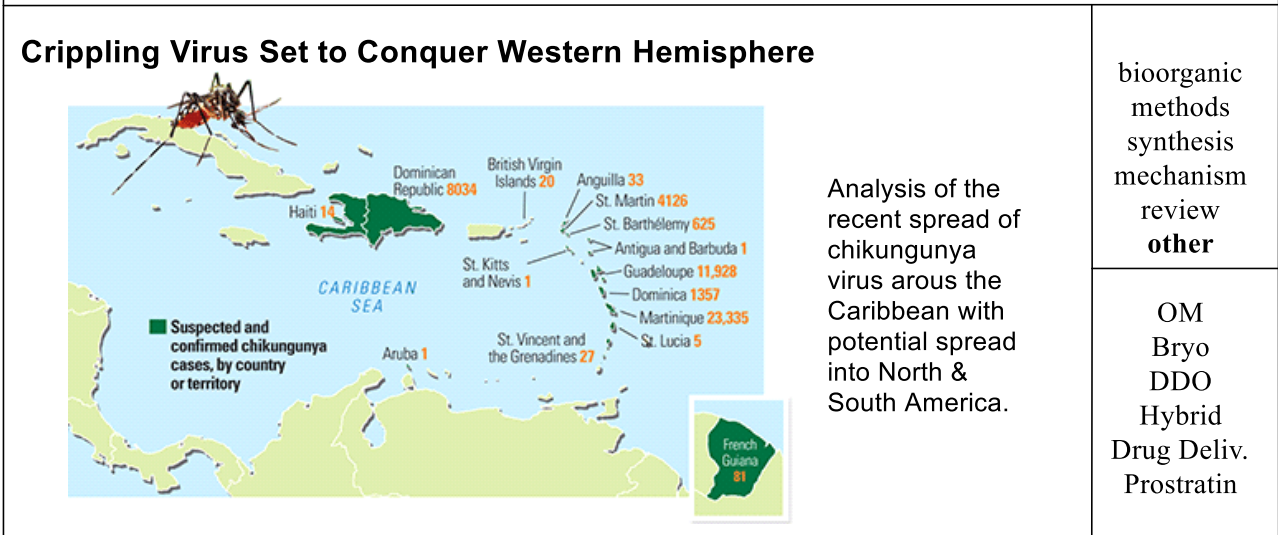 Crippling Virus Set to Conquer Western Hemisphere
Dominican
Republic 8034
Haiti 14
British Virgin
Islands 20
Anguilla 33
St. Martin 4126
St. Barthélemy 625
Antigua and Barbuda 1
St. Kitts
and Nevis 1
Guadeloupe 11,928
Dominica 1357
Martinique 23,335
St. Lucia 5
St. Vincent and
the Grenadines 27
Aruba 1
CARIBBEAN
SEA
Suspected and
confirmed chikungunya
cases, by country
or territory
French
Guiana
81
Analysis of the
recent spread of
chikungunya
virus arous the
Caribbean with
potential spread
into North &
South America.
bioorganic
methods
synthesis
mechanism
review
other
OM
Bryo
DDO
Hybrid
Drug Deliv.
Prostratin